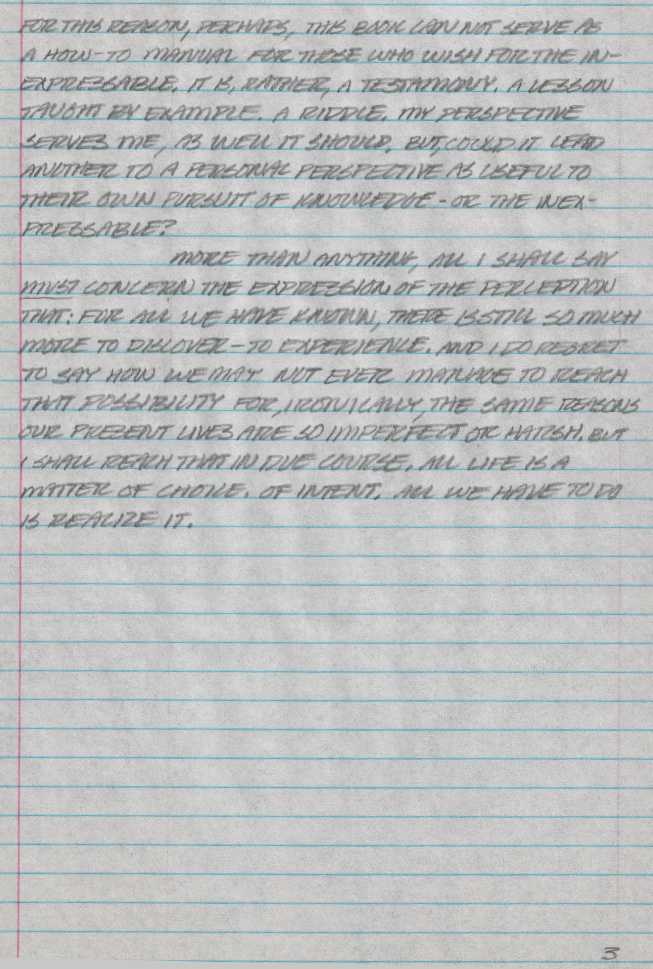 FOR THIS REASON, PERHAPS, THIS BOOK CAN NOT SERVE AS
A HOW-TO MANUAL FOR THOSE WHO WISH FOR THE IN-
EXPRESSABLE. IT IS, RATHER, A TESTAMONY. A LESSON
TAUGHT BY EXAMPLE. A RIDDLE. MY PERSPECTIVE
SERVES ME, AS WELL IT SHOULD. BUT, COULD IT LEAD
ANOTHER TO A PERSONAL PERSPECTIVE AS USEFUL TO
THEIR OWN PURSUIT OF KNOWLEDGE - OR THE INEX-
PRESSABLE?
MORE THAN ANYTHING, ALL I SHALL SAY
MUST CONCERN THE EXPRESSION OF THE PERCEPTION
THAT: FOR ALL WE HAVE KNOWN, THERE IS STILL SO MUCH
MORE TO DISCOVER - TO EXPERIENCE. AND I DO REGRET
TO SAY HOW WE MAY NOT EVER MANAGE TO REACH
THAT POSSIBILITY FOR, IRONICALLY, THE SAME REASONS
OUR PRESENT LIVES ARE SO IMPERFECT OR HARSH. BUT
I SHALL REACH THAT IN DUE COURSE. ALL LIFE IS A
MATTER OF CHOICE. OF INTENT. ALL WE HAVE TO DO
IS REALIZE IT.
3